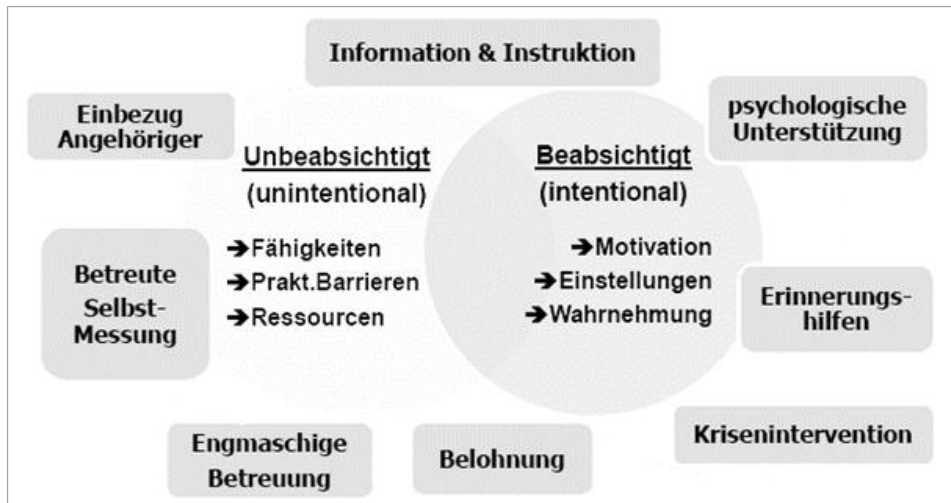 Information & Instruktion
Einbezug
Angehöriger
psychologische
Unterstützung
Unbeabsichtigt
(unintentional)
➔Fähigkeiten
➔Prakt.Barrieren
➔Ressourcen
Beabsichtigt
(intentional)
➔Motivation
➔Einstellungen
➔Wahrnehmung
Betreute
Selbst-
Messung
Erinnerungs-
hilfen
Engmaschige
Betreuung
Belohnung
Krisenintervention